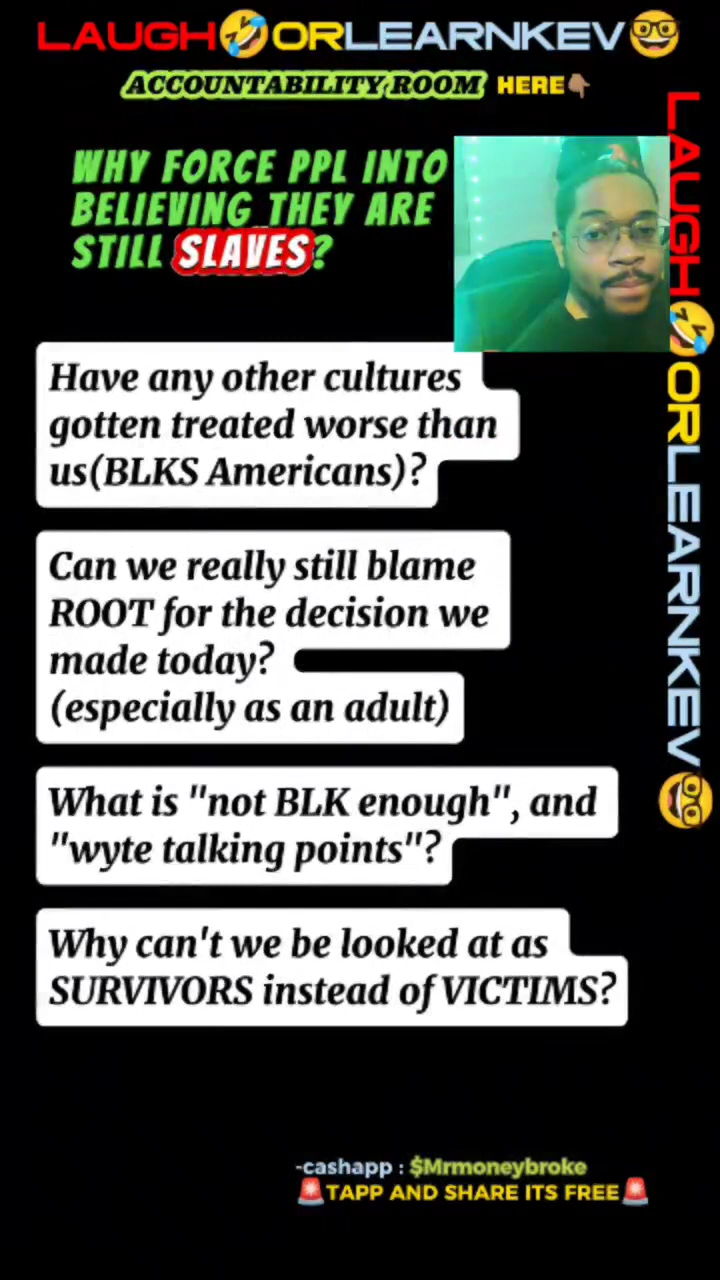 LAUGH🤣ORLEARNKEV🤓
ACCOUNTABILITY ROOM HERE👇🏽
WHY FORCE PPL INTO
BELIEVING THEY ARE
STILL SLAVES?
Have any other cultures
gotten treated worse than
us(BLKS Americans)?
Can we really still blame
ROOT for the decision we
made today?
(especially as an adult)
What is "not BLK enough", and
"wyte talking points"?
Why can't we be looked at as
SURVIVORS instead of VICTIMS?
LAUGH🤣ORLEARNKEV🤓
-cashapp : $Mrmoneybroke
🚨TAPP AND SHARE ITS FREE🚨